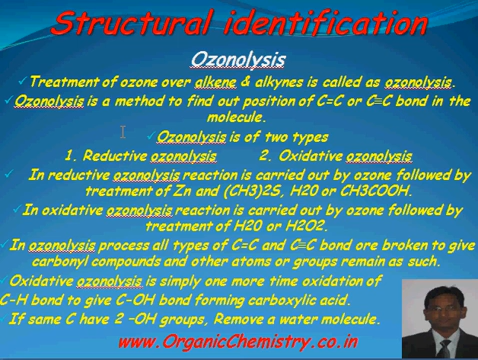 Structural identification
Ozonolysis
✓Treatment of ozone over alkene & alkynes is called as ozonolysis.
✓Ozonolysis is a method to find out position of C=C or C≡C bond in the
molecule.
✓Ozonolysis is of two types
1. Reductive ozonolysis 2. Oxidative ozonolysis
✓ In reductive ozonolysis reaction is carried out by ozone followed by
treatment of Zn and (CH3)2S, H20 or CH3COOH.
✓In oxidative ozonolysis reaction is carried out by ozone followed by
treatment of H20 or H2O2.
✓In ozonolysis process all types of C=C and C≡C bond are broken to give
carbonyl compounds and other atoms or groups remain as such.
Oxidative ozonolysis is simply one more time oxidation of
C-H bond to give C-OH bond forming carboxylic acid.
If same C have 2 -OH groups, Remove a water molecule.
www.OrganicChemistry.co.in